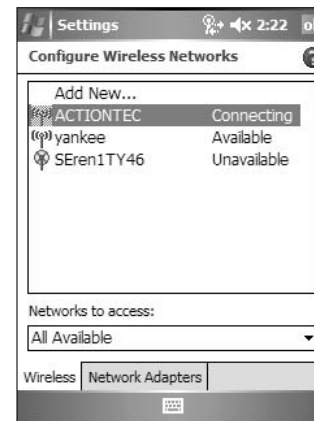 Settings 2:22 ok
Configure Wireless Networks ?
Add New...
ACTIONTEC Connecting
yankee Available
SEren1TY46 Unavailable
Networks to access:
All Available
Wireless Network Adapters